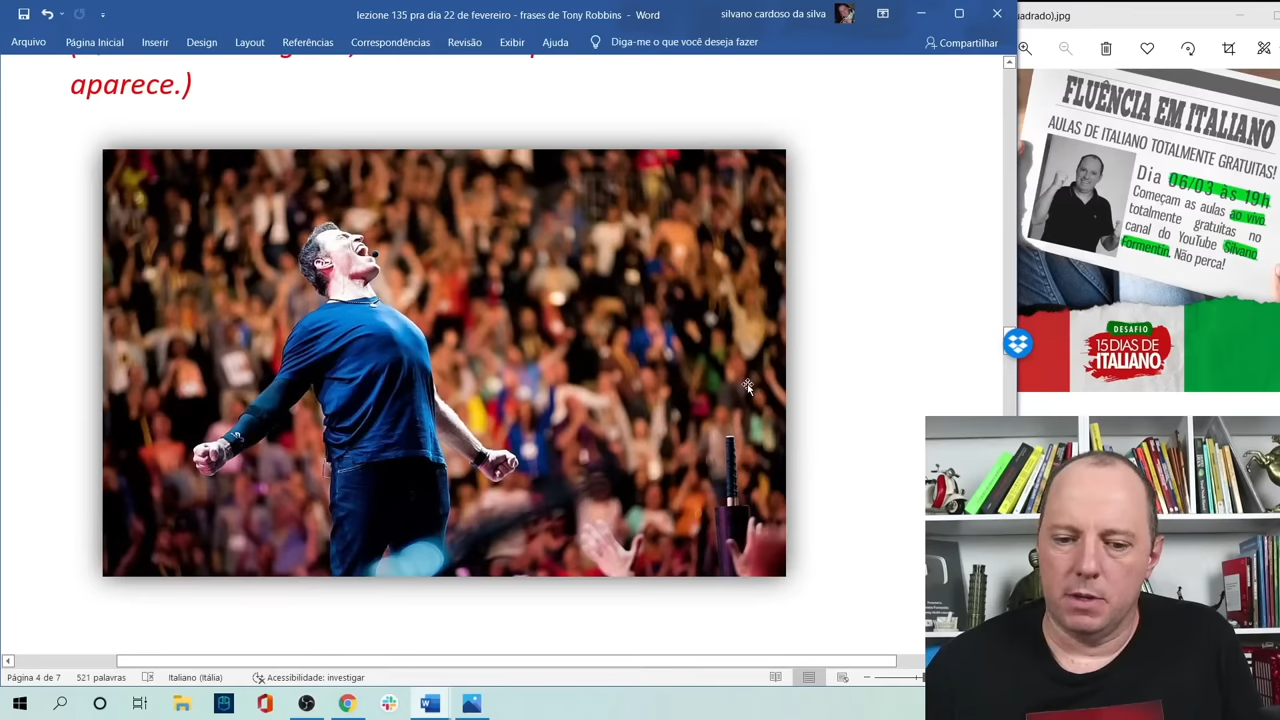 lezione 135 pra dia 22 de fevereiro - frases de Tony Robbins - Word
silvano cardoso da silva
uadrado).jpg
Arquivo
Página Inicial
Inserir
Design
Layout
Referências
Correspondências
Revisão
Exibir
Ajuda
Diga-me o que você deseja fazer
Compartilhar
aparece.)
FLUÊNCIA EM ITALIANO
AULAS DE ITALIANO TOTALMENTE GRATUITAS!
Dia 06/03 às 19h
Começam as aulas ao vivo
totalmente gratuitas no
canal do YouTube Silvano
Formentin. Não perca!
DESAFIO
15 DIAS DE
ITALIANO
Página 4 de 7
521 palavras
Italiano (Itália)
Acessibilidade: investigar